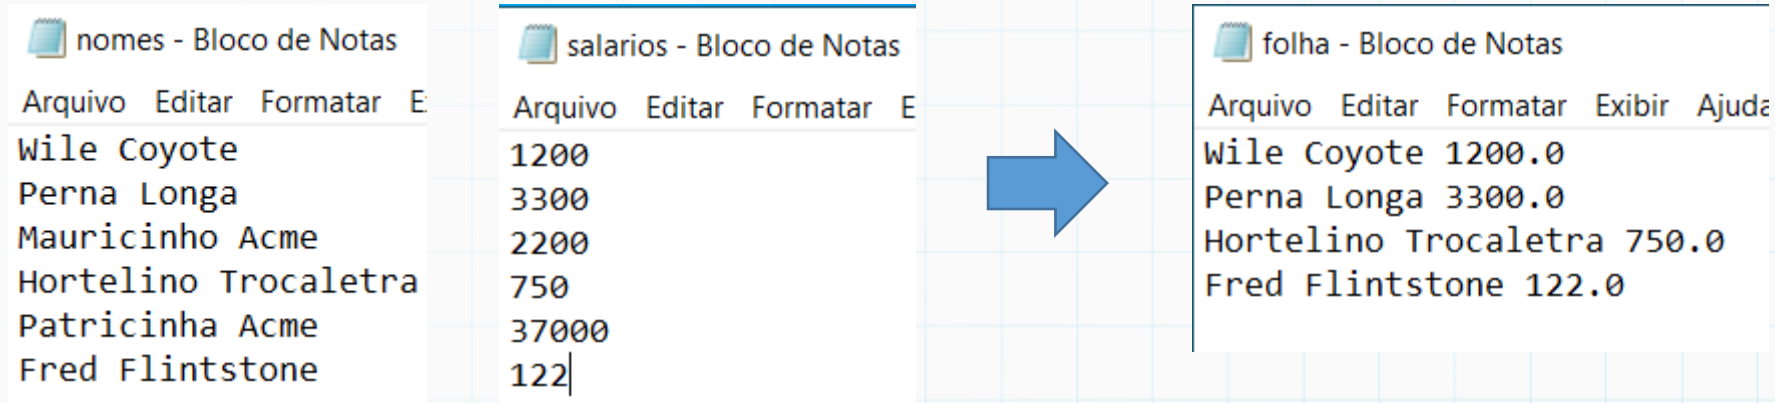 nomes - Bloco de Notas
Arquivo Editar Formatar E
Wile Coyote
Perna Longa
Mauricinho Acme
Hortelino Trocaletra
Patricinha Acme
Fred Flintstone
salarios - Bloco de Notas
Arquivo Editar Formatar E
1200
3300
2200
750
37000
122
folha - Bloco de Notas
Arquivo Editar Formatar Exibir Ajuda
Wile Coyote 1200.0
Perna Longa 3300.0
Hortelino Trocaletra 750.0
Fred Flintstone 122.0